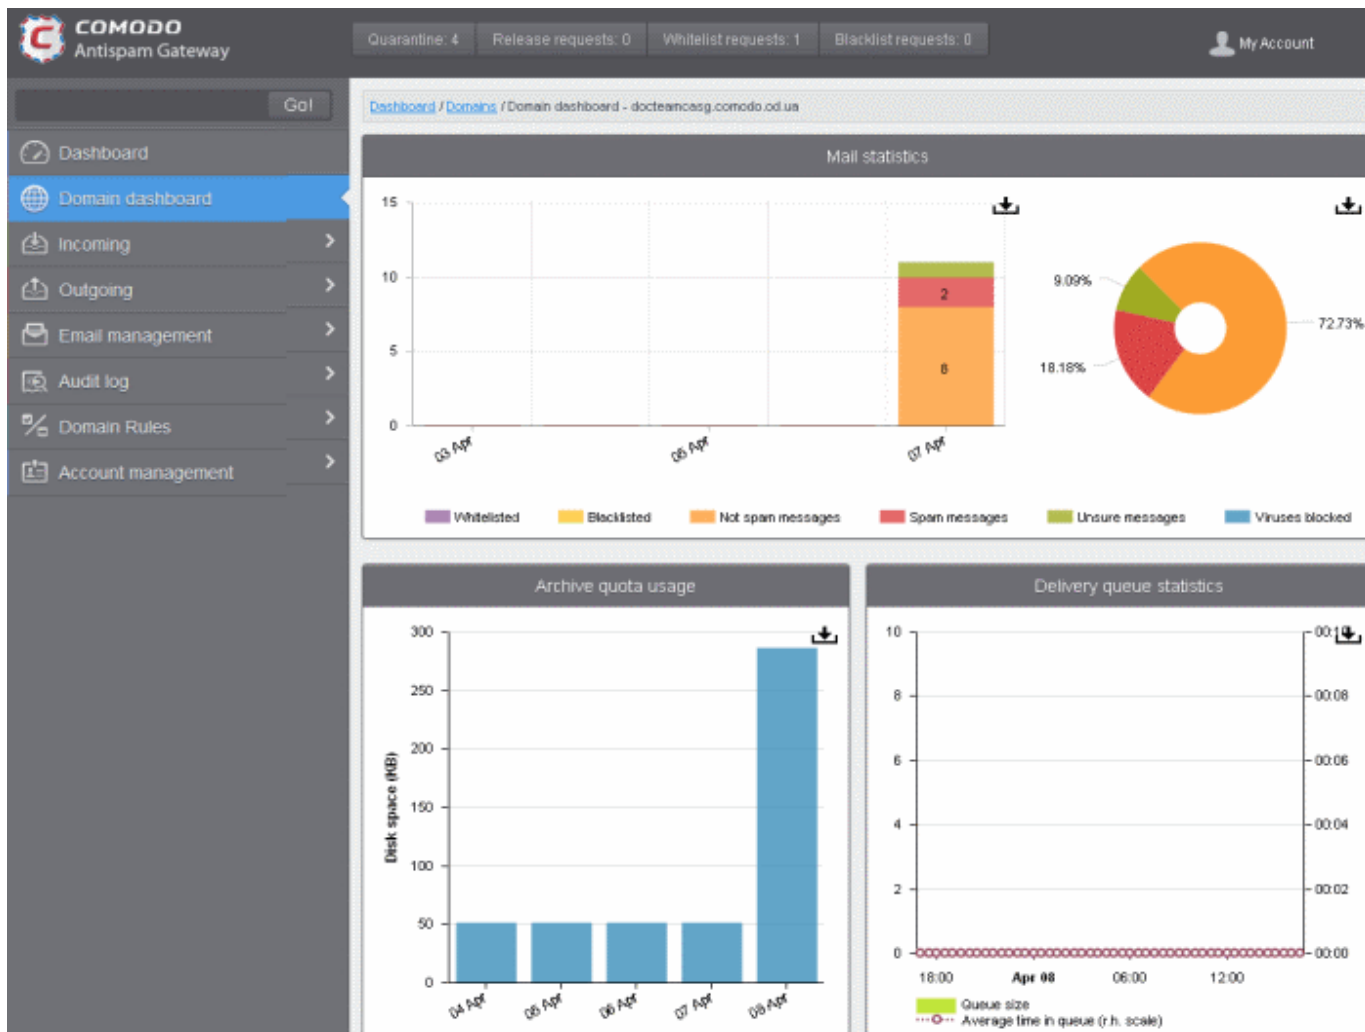 COMODO
Antispam Gateway
Quarantine: 4
Release requests: 0
Whitelist requests: 1
Blacklist requests: 0
My Account
Go!
Dashboard / Domains / Domain dashboard - docteamcasg.comodo.od.ua
Dashboard
Domain dashboard
Incoming
Outgoing
Email management
Audit log
Domain Rules
Account management
Mail statistics
15
10
5
0
2
8
03 Apr
05 Apr
07 Apr
9.09%
18.18%
72.73%
Whitelisted
Blacklisted
Not spam messages
Spam messages
Unsure messages
Viruses blocked
Archive quota usage
300
250
200
150
100
50
0
Disk space (KB)
04 Apr
05 Apr
06 Apr
07 Apr
08 Apr
Delivery queue statistics
10
8
6
4
2
0
00:08
00:06
00:04
00:02
00:00
18:00
Apr 08
06:00
12:00
Queue size
Average time in queue (r.h. scale)